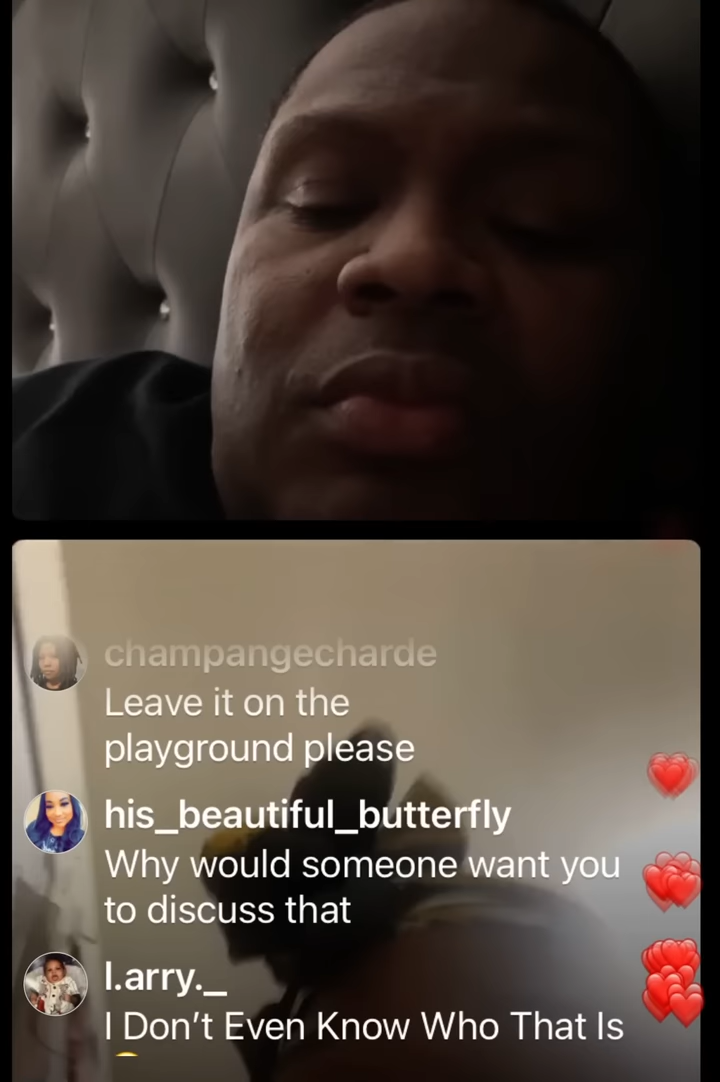 champangecharde
Leave it on the
playground please
his_beautiful_butterfly
Why would someone want you
to discuss that
l.arry._
I Don’t Even Know Who That Is